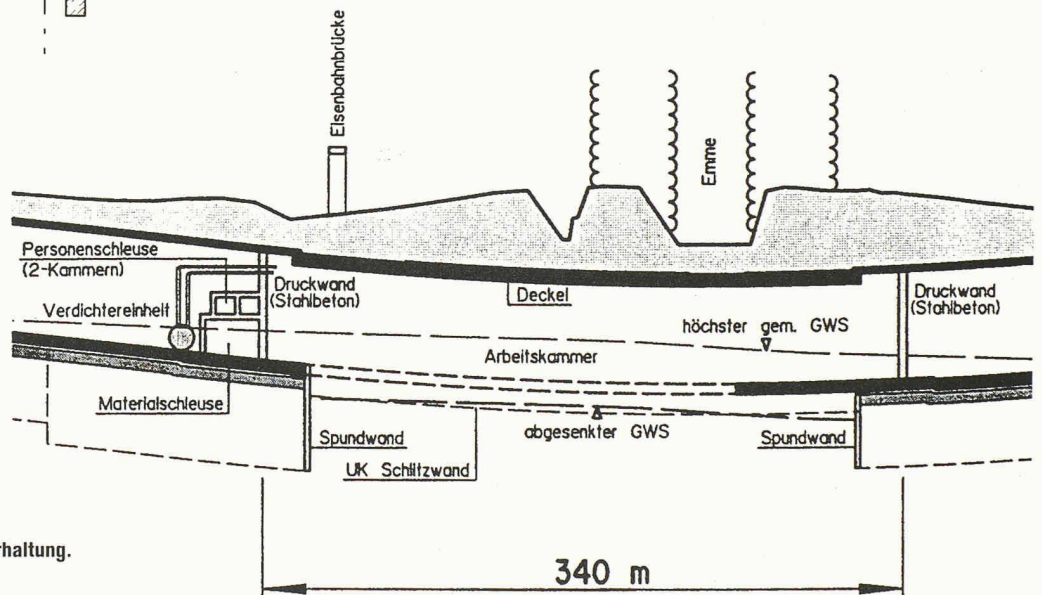 Eisenbahnbrücke
Emme
Personenschleuse
(2-Kammern)
Druckwand
(Stahlbeton)
Deckel
Druckwand
(Stahlbeton)
Verdichtereinheit
höchster gem. GWS
Arbeitskammer
Materialschleuse
abgesenkter GWS
Spundwand
Spundwand
UK Schlitzwand
rhaltung.
340 m